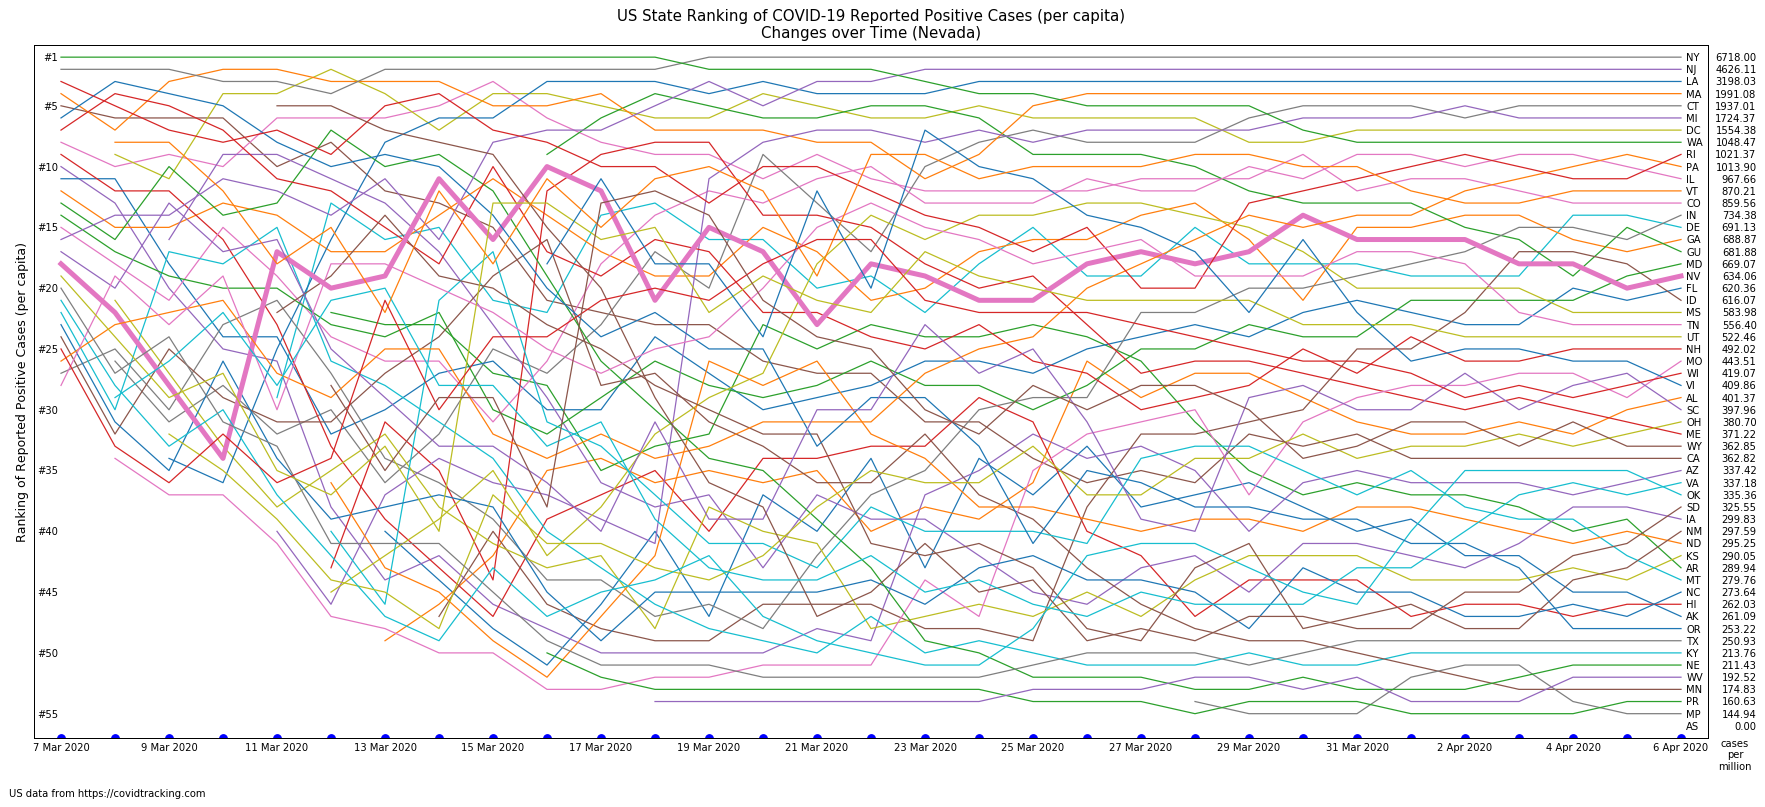 US State Ranking of COVID-19 Reported Positive Cases (per capita)
Changes over Time (Nevada)
Ranking of Reported Positive Cases (per capita)
#1
#5
#10
#15
#20
#25
#30
#35
#40
#45
#50
#55
NY 6718.00
NJ 4626.11
LA 3198.03
MA 1991.08
CT 1937.01
MI 1724.37
DC 1554.38
WA 1048.47
RI 1021.37
PA 1013.90
IL 967.66
VT 870.21
CO 859.56
IN 734.38
DE 691.13
GA 688.87
GU 681.88
MD 669.07
NV 634.06
FL 620.36
ID 616.07
MS 583.98
TN 556.40
UT 522.46
NH 492.02
MO 443.51
WI 419.07
VI 409.86
AL 401.37
SC 397.96
OH 380.70
ME 371.22
WY 362.85
CA 362.82
AZ 337.42
VA 337.18
OK 335.36
SD 325.55
IA 299.83
NM 297.59
ND 295.25
KS 290.05
AR 289.94
MT 279.76
NC 273.64
HI 262.03
AK 261.09
OR 253.22
TX 250.93
KY 213.76
NE 211.43
WV 192.52
MN 174.83
PR 160.63
MP 144.94
AS 0.00
7 Mar 2020 9 Mar 2020 11 Mar 2020 13 Mar 2020 15 Mar 2020 17 Mar 2020 19 Mar 2020 21 Mar 2020 23 Mar 2020 25 Mar 2020 27 Mar 2020 29 Mar 2020 31 Mar 2020 2 Apr 2020 4 Apr 2020 6 Apr 2020
cases
per
million
US data from https://covidtracking.com